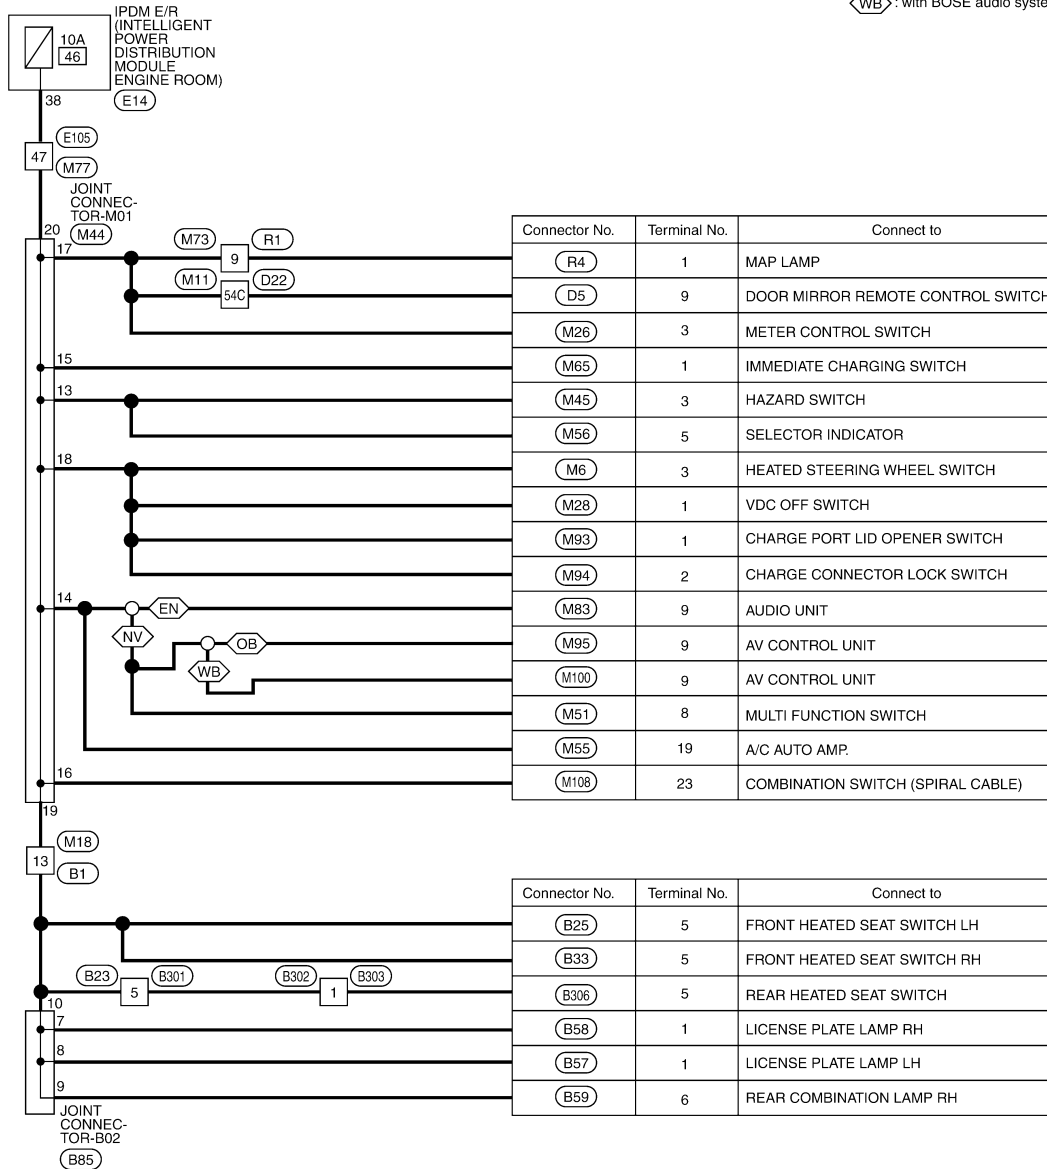 WB : with BOSE audio syste
IPDM E/R
(INTELLIGENT
POWER
DISTRIBUTION
MODULE
ENGINE ROOM)
E14
10A
46
38
E105
47
M77
JOINT
CONNEC-
TOR-M01
M44
20
Connector No. Terminal No. Connect to
17 M73 9 R1 R4 1 MAP LAMP
M11 54C D22 D5 9 DOOR MIRROR REMOTE CONTROL SWITCH
M26 3 METER CONTROL SWITCH
15 M65 1 IMMEDIATE CHARGING SWITCH
13 M45 3 HAZARD SWITCH
M56 5 SELECTOR INDICATOR
18 M6 3 HEATED STEERING WHEEL SWITCH
M28 1 VDC OFF SWITCH
M93 1 CHARGE PORT LID OPENER SWITCH
M94 2 CHARGE CONNECTOR LOCK SWITCH
14 EN M83 9 AUDIO UNIT
NV OB M95 9 AV CONTROL UNIT
WB M100 9 AV CONTROL UNIT
M51 8 MULTI FUNCTION SWITCH
M55 19 A/C AUTO AMP.
16 M108 23 COMBINATION SWITCH (SPIRAL CABLE)
19
M18
13
B1
Connector No. Terminal No. Connect to
B25 5 FRONT HEATED SEAT SWITCH LH
B33 5 FRONT HEATED SEAT SWITCH RH
B23 5 B301 B302 1 B303 B306 5 REAR HEATED SEAT SWITCH
10
7 B58 1 LICENSE PLATE LAMP RH
8 B57 1 LICENSE PLATE LAMP LH
9 B59 6 REAR COMBINATION LAMP RH
JOINT
CONNEC-
TOR-B02
B85